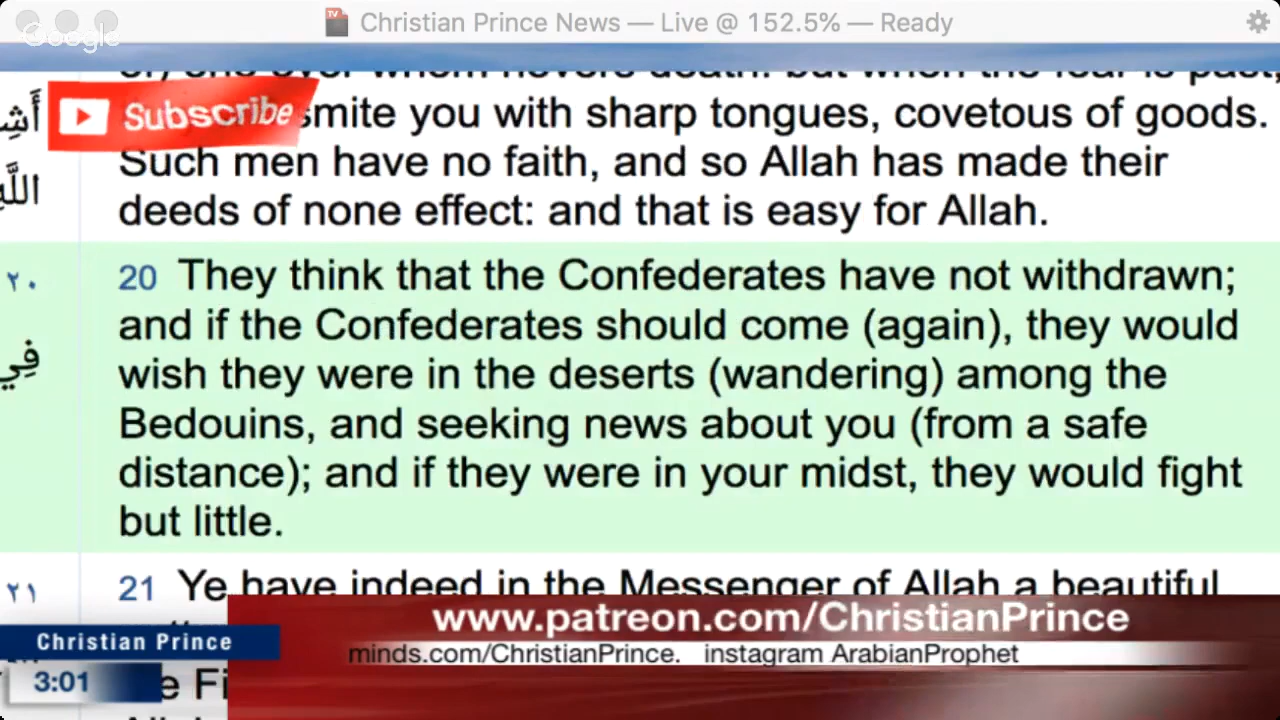 Christian Prince News — Live @ 152.5% — Ready
Google
TV
Subscribe
smite you with sharp tongues, covetous of goods.
Such men have no faith, and so Allah has made their
deeds of none effect: and that is easy for Allah.
اللَّهِ
٢٠
20 They think that the Confederates have not withdrawn;
and if the Confederates should come (again), they would
wish they were in the deserts (wandering) among the
فِي
Bedouins, and seeking news about you (from a safe
distance); and if they were in your midst, they would fight
but little.
٢١
21 Ye have indeed in the Messenger of Allah a beautiful
www.patreon.com/ChristianPrince
Christian Prince
minds.com/ChristianPrince. instagram ArabianProphet
3:01